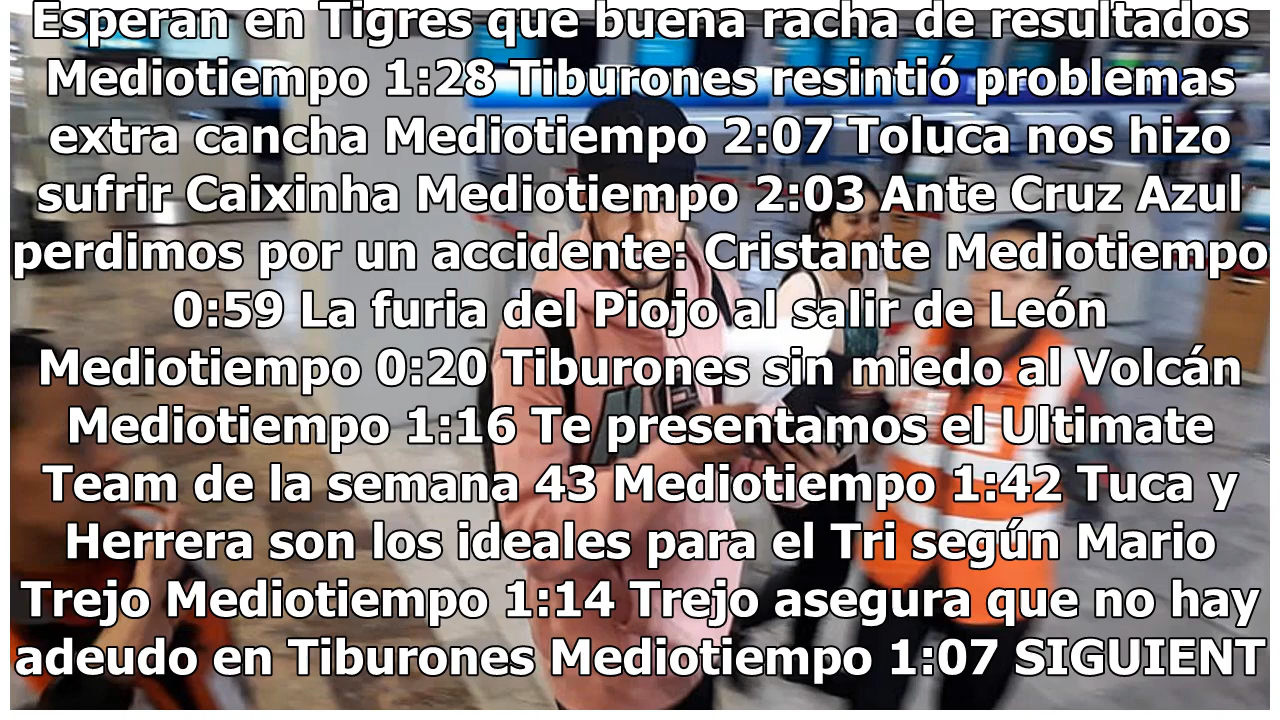 Esperan en Tigres que buena racha de resultados
Mediotiempo 1:28 Tiburones resintió problemas
extra cancha Mediotiempo 2:07 Toluca nos hizo
sufrir Caixinha Mediotiempo 2:03 Ante Cruz Azul
perdimos por un accidente: Cristante Mediotiempo
0:59 La furia del Piojo al salir de León
Mediotiempo 0:20 Tiburones sin miedo al Volcán
Mediotiempo 1:16 Te presentamos el Ultimate
Team de la semana 43 Mediotiempo 1:42 Tuca y
Herrera son los ideales para el Tri según Mario
Trejo Mediotiempo 1:14 Trejo asegura que no hay
adeudo en Tiburones Mediotiempo 1:07 SIGUIENT